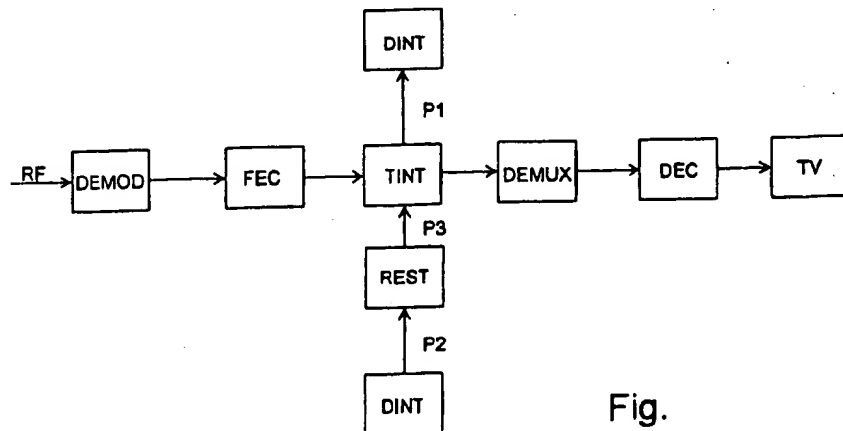 DINT
P1
RF
DEMOD
FEC
TINT
DEMUX
DEC
TV
P3
REST
P2
DINT
Fig.